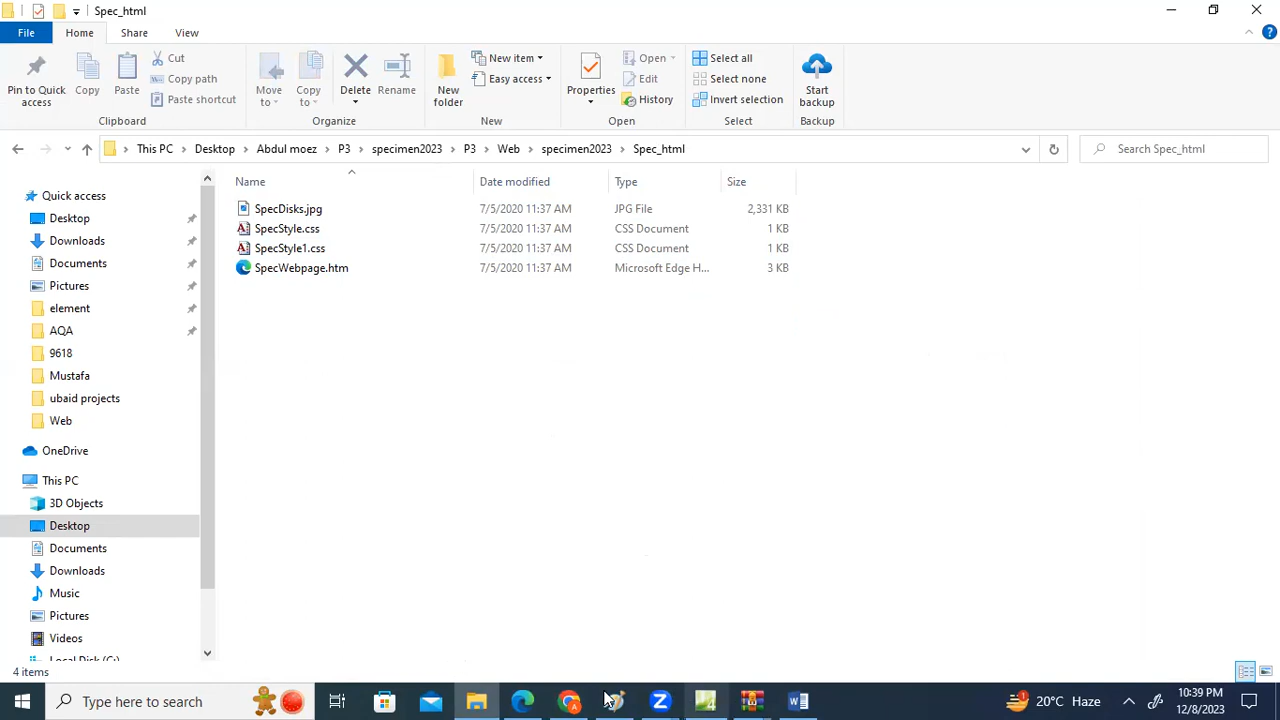 Spec_html
File Home Share View
Pin to Quick access
Copy
Paste
Cut
Copy path
Paste shortcut
Clipboard
Move to
Copy to
Delete
Rename
Organize
New folder
New item
Easy access
New
Properties
Open
Edit
History
Open
Select all
Select none
Invert selection
Select
Start backup
Backup
This PC Desktop Abdul moez P3 specimen2023 P3 Web specimen2023 Spec_html
Search Spec_html
Name Date modified Type Size
SpecDisks.jpg 7/5/2020 11:37 AM JPG File 2,331 KB
SpecStyle.css 7/5/2020 11:37 AM CSS Document 1 KB
SpecStyle1.css 7/5/2020 11:37 AM CSS Document 1 KB
SpecWebpage.htm 7/5/2020 11:37 AM Microsoft Edge H... 3 KB
Quick access
Desktop
Downloads
Documents
Pictures
element
AQA
9618
Mustafa
ubaid projects
Web
OneDrive
This PC
3D Objects
Desktop
Documents
Downloads
Music
Pictures
Videos
Local Disk (C:)
4 items
Type here to search
20°C Haze
10:39 PM
12/8/2023